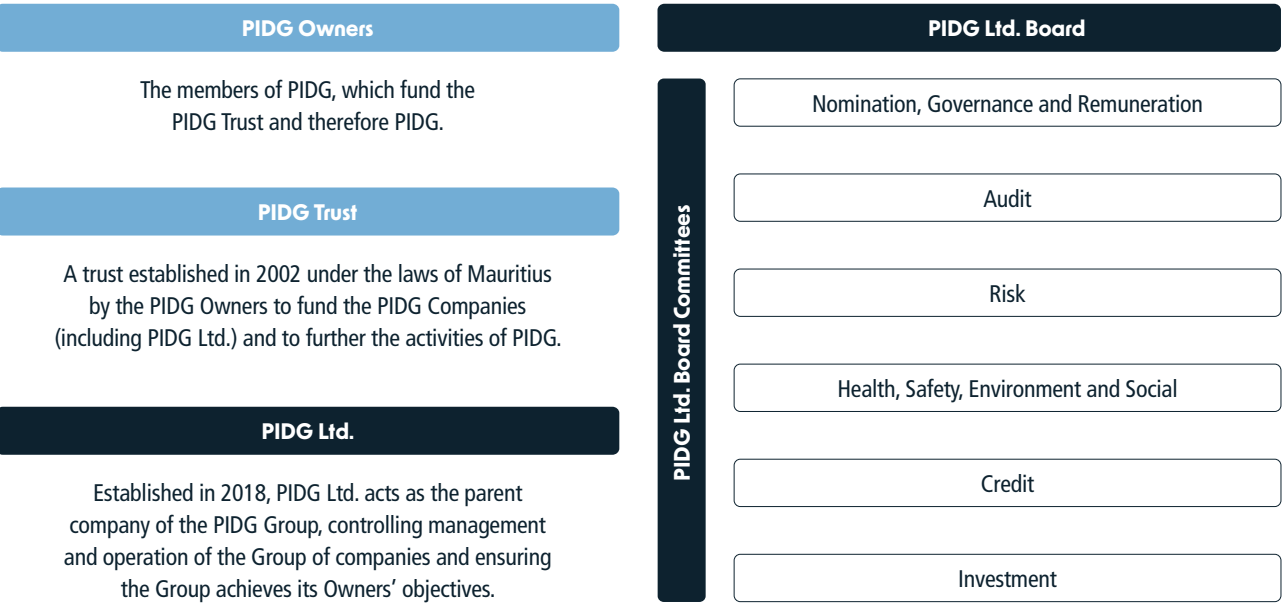 PIDG Owners
The members of PIDG, which fund the
PIDG Trust and therefore PIDG.
PIDG Trust
A trust established in 2002 under the laws of Mauritius
by the PIDG Owners to fund the PIDG Companies
(including PIDG Ltd.) and to further the activities of PIDG.
PIDG Ltd.
Established in 2018, PIDG Ltd. acts as the parent
company of the PIDG Group, controlling management
and operation of the Group of companies and ensuring
the Group achieves its Owners’ objectives.
PIDG Ltd. Board
PIDG Ltd. Board Committees
Nomination, Governance and Remuneration
Audit
Risk
Health, Safety, Environment and Social
Credit
Investment